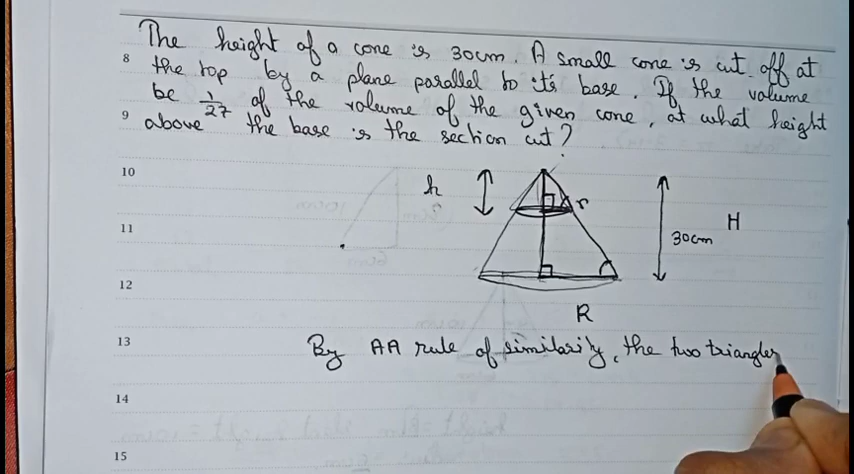 The height of a cone is 30cm. A small cone is cut off at
8
the top by a plane parallel to it's base. If the volume
be 1/27 of the volume of the given cone, at what height
9
above the base is the section cut?
10
h
r
11
30cm
H
12
R
13
By AA rule of similarity, the two triangles
14
15